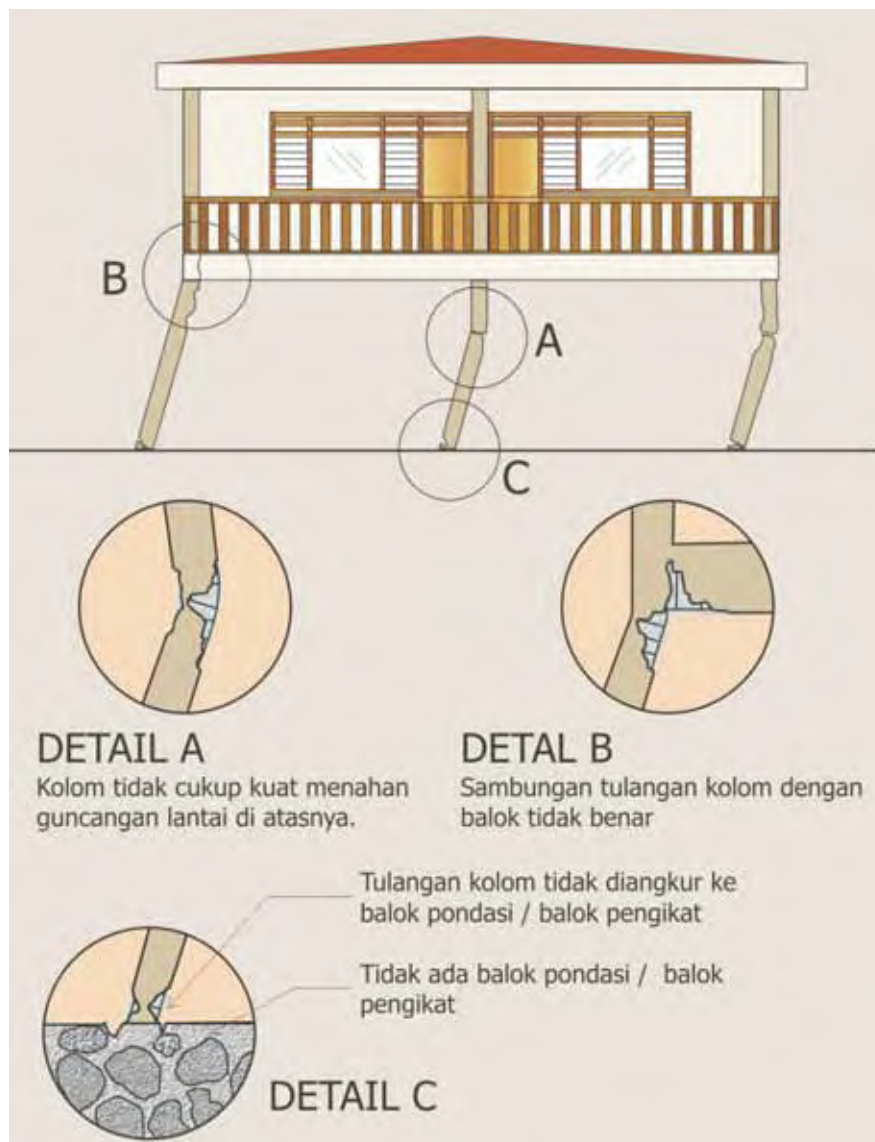 B
A
C
DETAIL A
Kolom tidak cukup kuat menahan
guncangan lantai di atasnya.
DETAL B
Sambungan tulangan kolom dengan
balok tidak benar
Tulangan kolom tidak diangkur ke
balok pondasi / balok pengikat
Tidak ada balok pondasi / balok
pengikat
DETAIL C